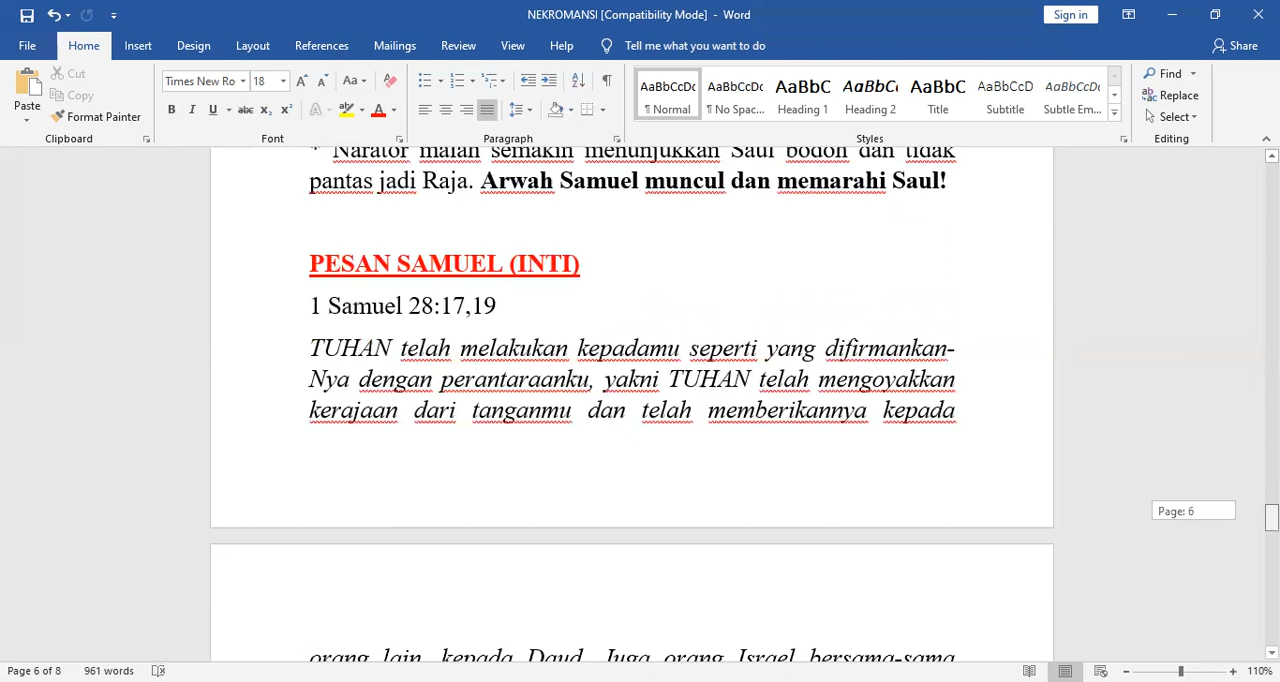 NEKROMANSI [Compatibility Mode] - Word
Sign in
File Home Insert Design Layout References Mailings Review View Help Tell me what you want to do Share
Paste Cut Copy Format Painter
Clipboard
Times New Ro 18
Font
Paragraph
AaBbCcDc AaBbCcDc AaBbC AaBbCc AaBbC AaBbCcD AaBbCcDc
¶ Normal ¶ No Spac... Heading 1 Heading 2 Title Subtitle Subtle Em...
Styles
Find
Replace
Select
Editing
* Narator malah semakin menunjukkan Saul bodoh dan tidak
pantas jadi Raja. Arwah Samuel muncul dan memarahi Saul!
PESAN SAMUEL (INTI)
1 Samuel 28:17,19
TUHAN telah melakukan kepadamu seperti yang difirmankan-
Nya dengan perantaraanku, yakni TUHAN telah mengoyakkan
kerajaan dari tanganmu dan telah memberikannya kepada
Page: 6
orang lain, kepada Daud. Juga orang Israel bersama-sama
Page 6 of 8 961 words 110%